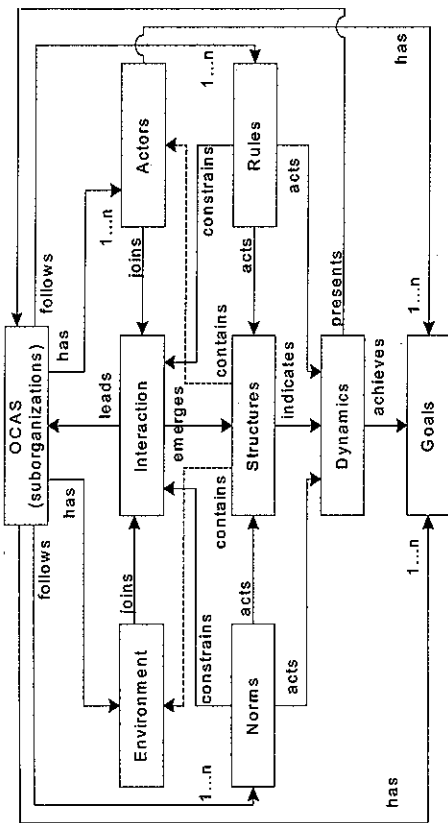 OCAS
(suborganizations)
follows
has
leads
has
follows
Environment
joins
Interaction
joins
1...n
Actors
emerges
constrains
contains
contains
constrains
1...n
1...n
Norms
acts
Structures
acts
Rules
acts
indicates
acts
Dynamics
presents
achieves
has
1...n
Goals
1...n
has